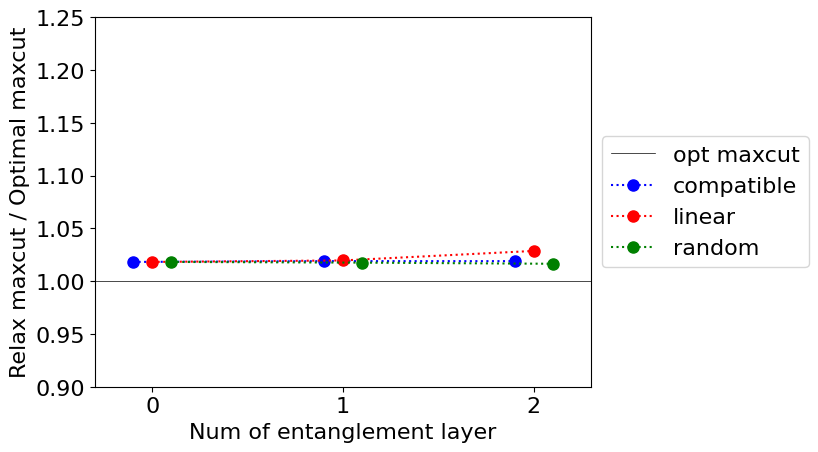 Relax maxcut / Optimal maxcut
1.25
1.20
1.15
1.10
1.05
1.00
0.95
0.90
0
1
2
Num of entanglement layer
opt maxcut
compatible
linear
random